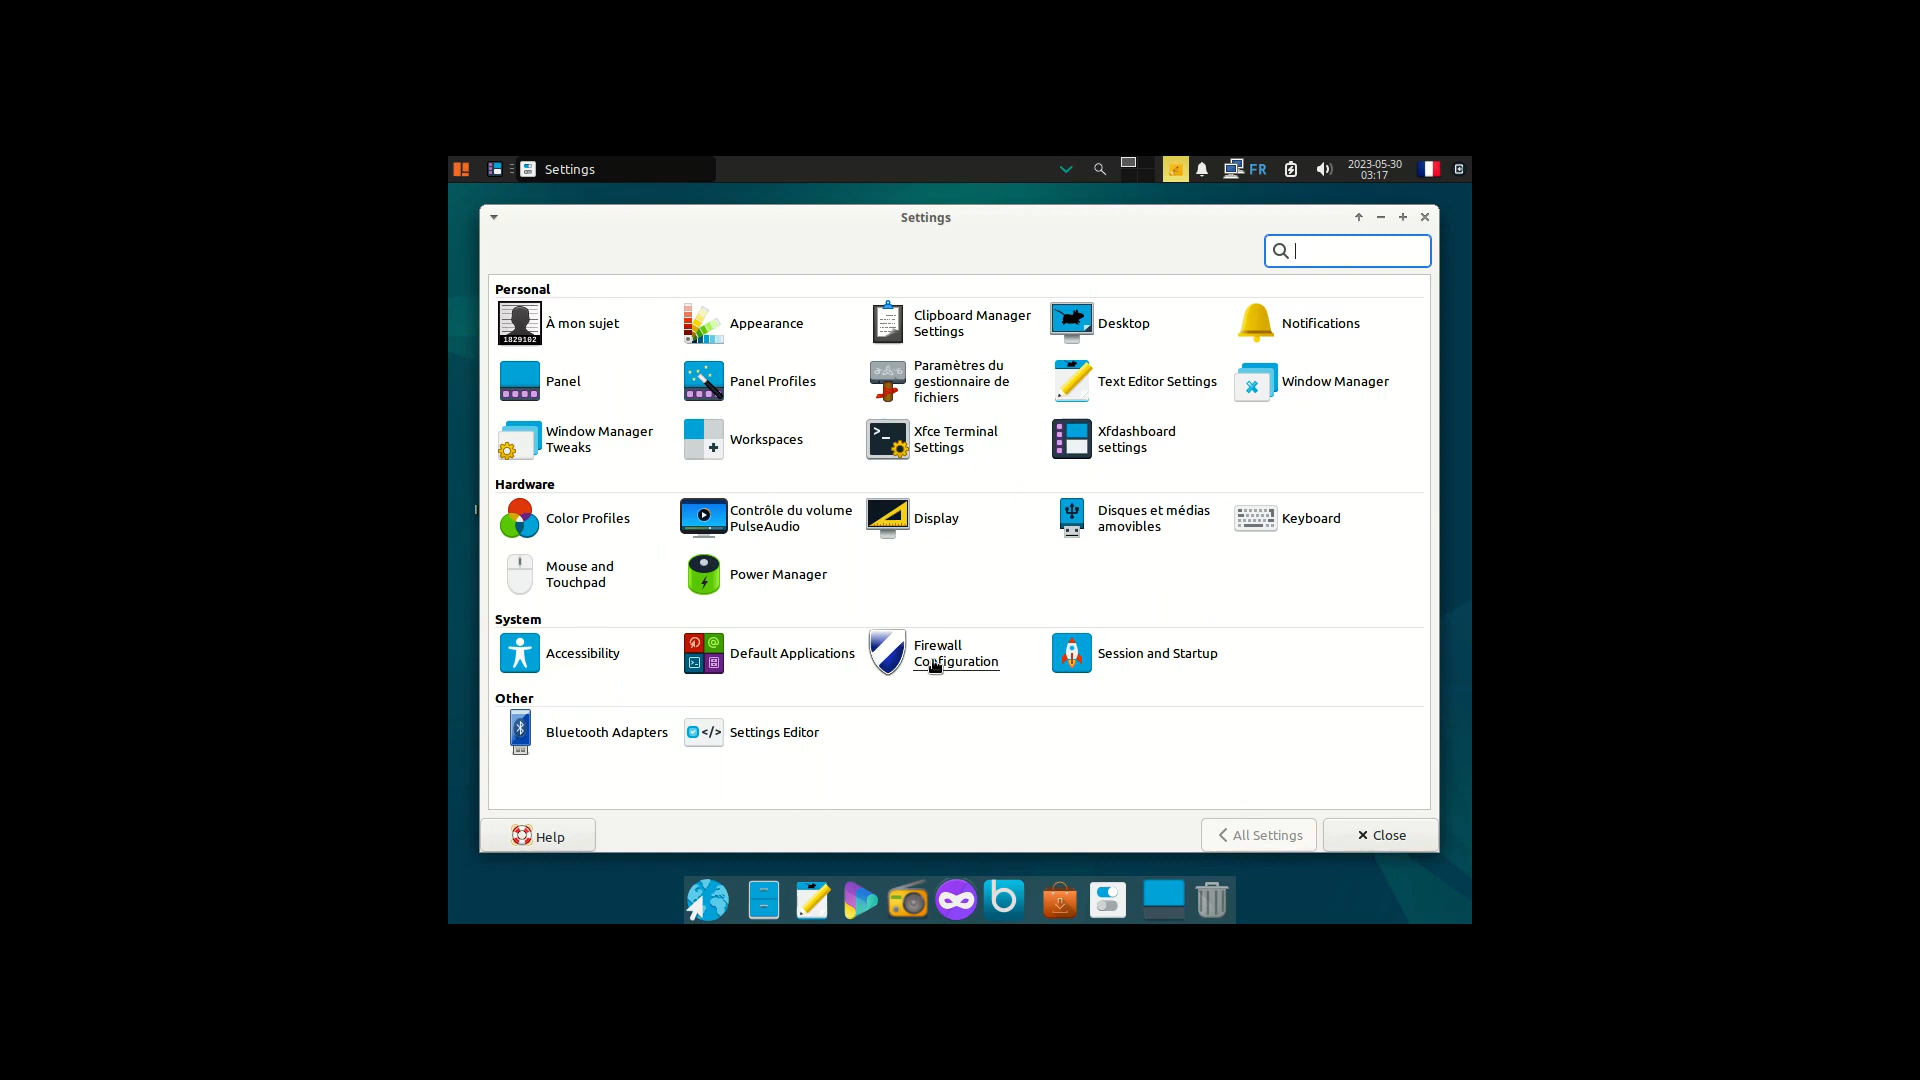 Settings
FR
2023-05-30
03:17
Settings
Personal
À mon sujet
1829102
Appearance
Clipboard Manager
Settings
Desktop
Notifications
Panel
Panel Profiles
Paramètres du
gestionnaire de
fichiers
Text Editor Settings
Window Manager
Window Manager
Tweaks
Workspaces
Xfce Terminal
Settings
Xfdashboard
settings
Hardware
Color Profiles
Contrôle du volume
PulseAudio
Display
Disques et médias
amovibles
Keyboard
Mouse and
Touchpad
Power Manager
System
Accessibility
Default Applications
Firewall
Configuration
Session and Startup
Other
Bluetooth Adapters
Settings Editor
Help
All Settings
Close